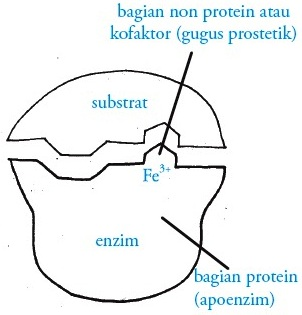 bagian non protein atau
kofaktor (gugus prostetik)
substrat
Fe3+
enzim
bagian protein
(apoenzim)